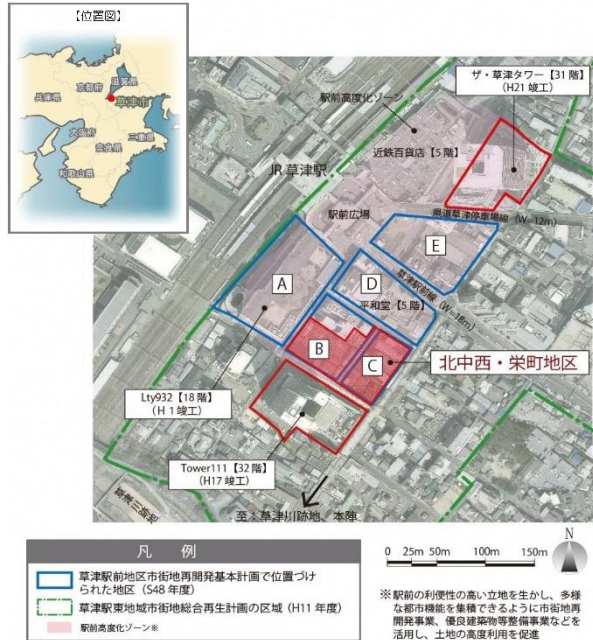 【位置図】
滋賀県
京都府
兵庫県
草津市
大阪府
三重県
奈良県
和歌山県
ザ・草津タワー【31階】
(H21竣工)
駅前高度化ゾーン
近鉄百貨店【5階】
JR草津駅
駅前広場
県道草津停車場線(W=12m)
E
A
D
草津駅前線(W=18m)
平和堂【5階】
B
C
北中西・栄町地区
Lty932【18階】
(H1竣工)
Tower111【32階】
(H17竣工)
草津川跡地
至:草津川跡地、本陣
凡 例
草津駅前地区市街地再開発基本計画で位置づけ
られた地区(S48年度)
草津駅東地域市街地総合再生計画の区域(H11年度)
駅前高度化ゾーン※
0 25m 50m 100m 150m
N
※駅前の利便性の高い立地を生かし、多様
な都市機能を集積できるように市街地再
開発事業、優良建築物等整備事業などを
活用し、土地の高度利用を促進